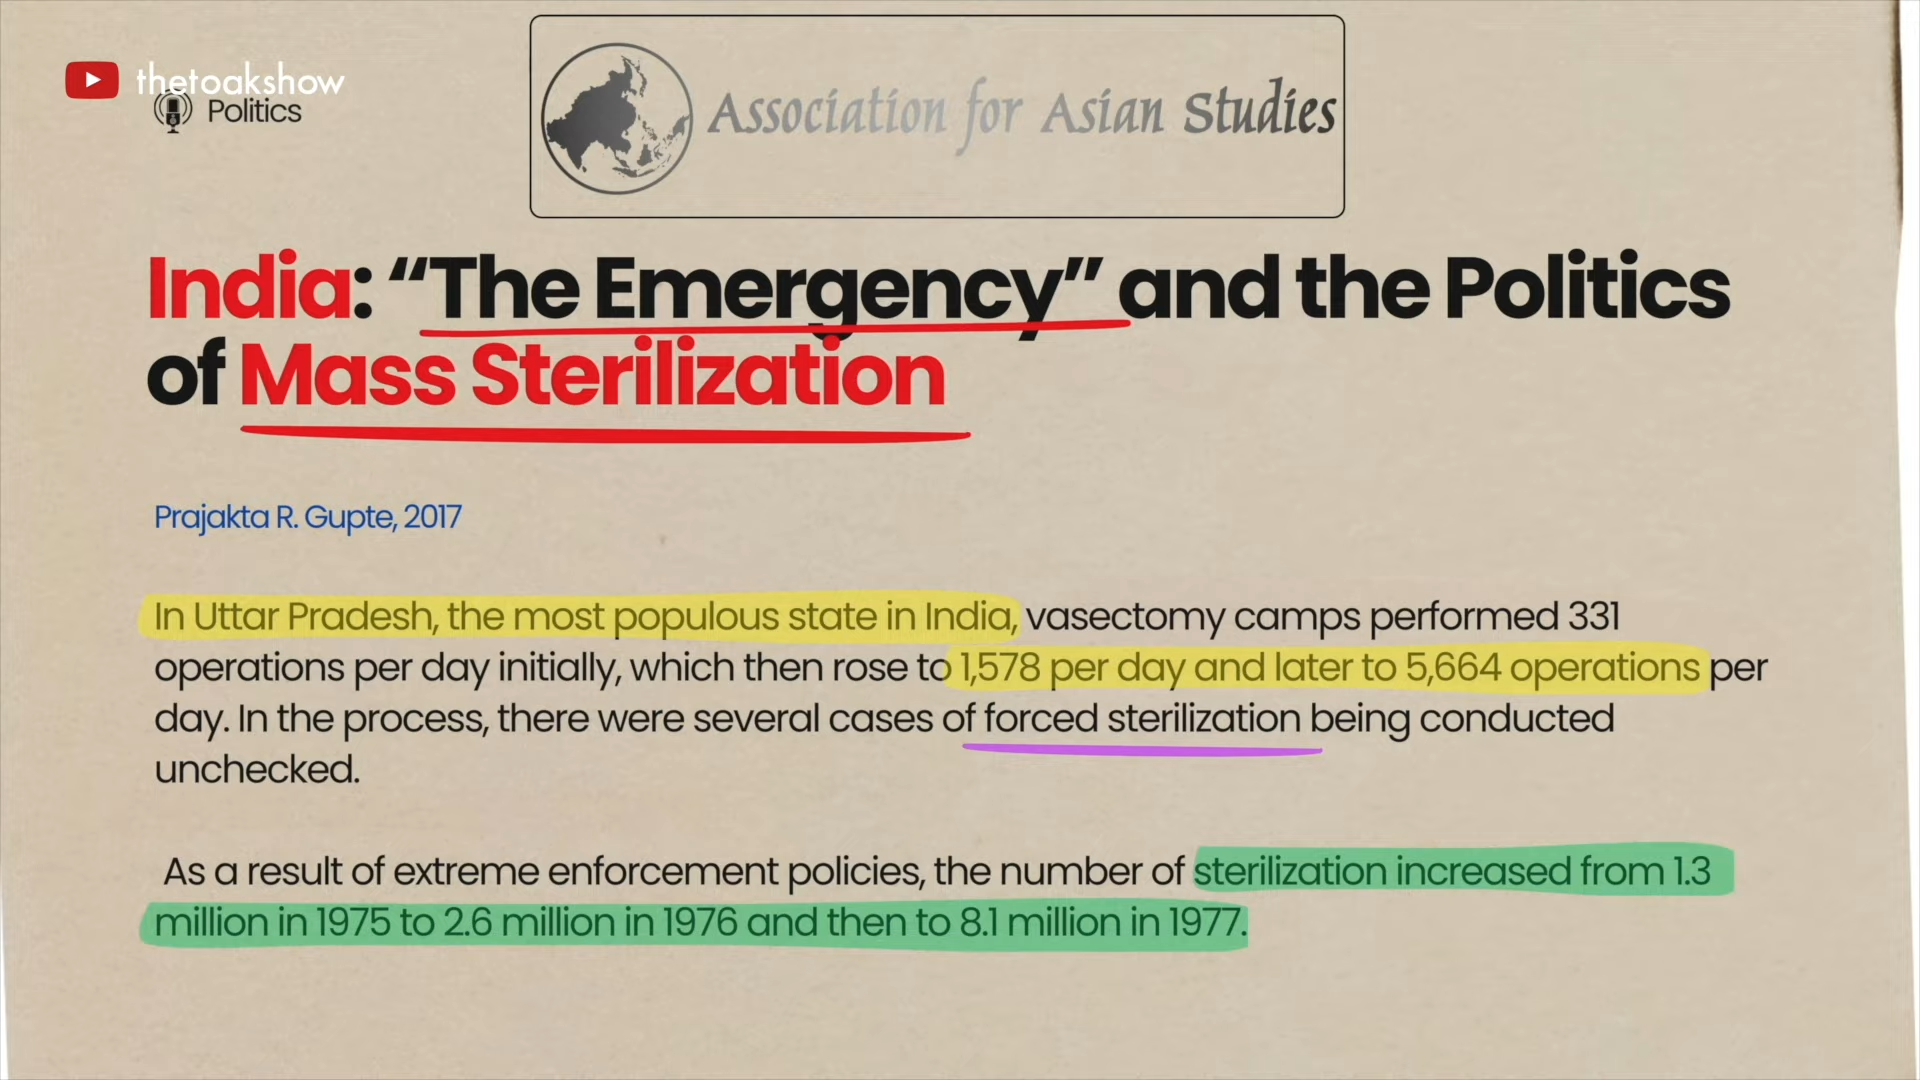 thetoakshow
Politics
Association for Asian Studies
India: “The Emergency” and the Politics
of Mass Sterilization
Prajakta R. Gupte, 2017
In Uttar Pradesh, the most populous state in India, vasectomy camps performed 331
operations per day initially, which then rose to 1,578 per day and later to 5,664 operations per
day. In the process, there were several cases of forced sterilization being conducted
unchecked.
As a result of extreme enforcement policies, the number of sterilization increased from 1.3
million in 1975 to 2.6 million in 1976 and then to 8.1 million in 1977.